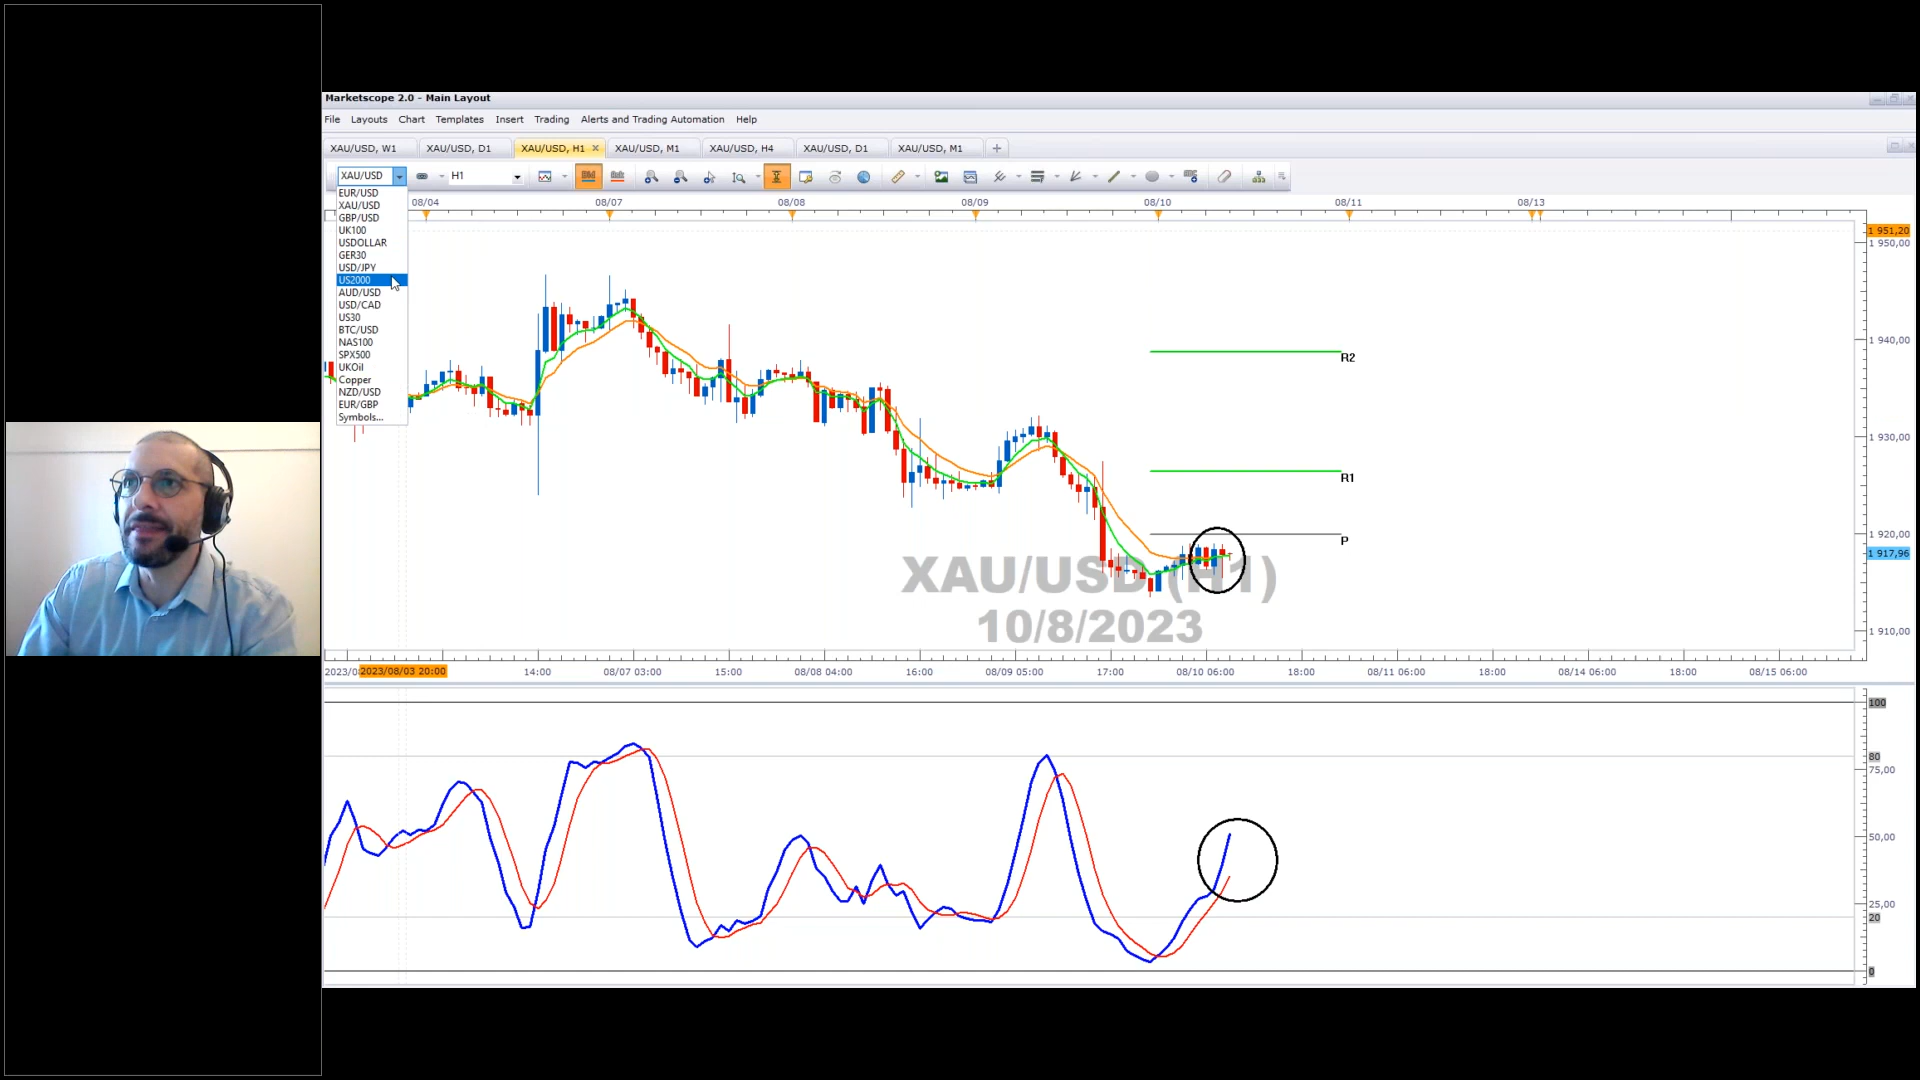 Marketscope 2.0 - Main Layout
File Layouts Chart Templates Insert Trading Alerts and Trading Automation Help
XAU/USD, W1 XAU/USD, D1 XAU/USD, H1 XAU/USD, M1 XAU/USD, H4 XAU/USD, D1 XAU/USD, M1
XAU/USD H1
EUR/USD
XAU/USD
GBP/USD
UK100
USDOLLAR
GER30
USD/JPY
US2000
AUD/USD
USD/CAD
US30
BTC/USD
NAS100
SPX500
UKOil
Copper
NZD/USD
EUR/GBP
Symbols...
08/04 08/07 08/08 08/09 08/10 08/11 08/13
1 951,20
1 950,00
1 940,00
R2
1 930,00
R1
1 920,00
P
1 917,96
XAU/USD (H1)
10/8/2023
1 910,00
2023/08/03 20:00 14:00 08/07 03:00 15:00 08/08 04:00 16:00 08/09 05:00 17:00 08/10 06:00 18:00 08/11 06:00 18:00 08/14 06:00 18:00 08/15 06:00
100
80
75,00
50,00
25,00
20
0